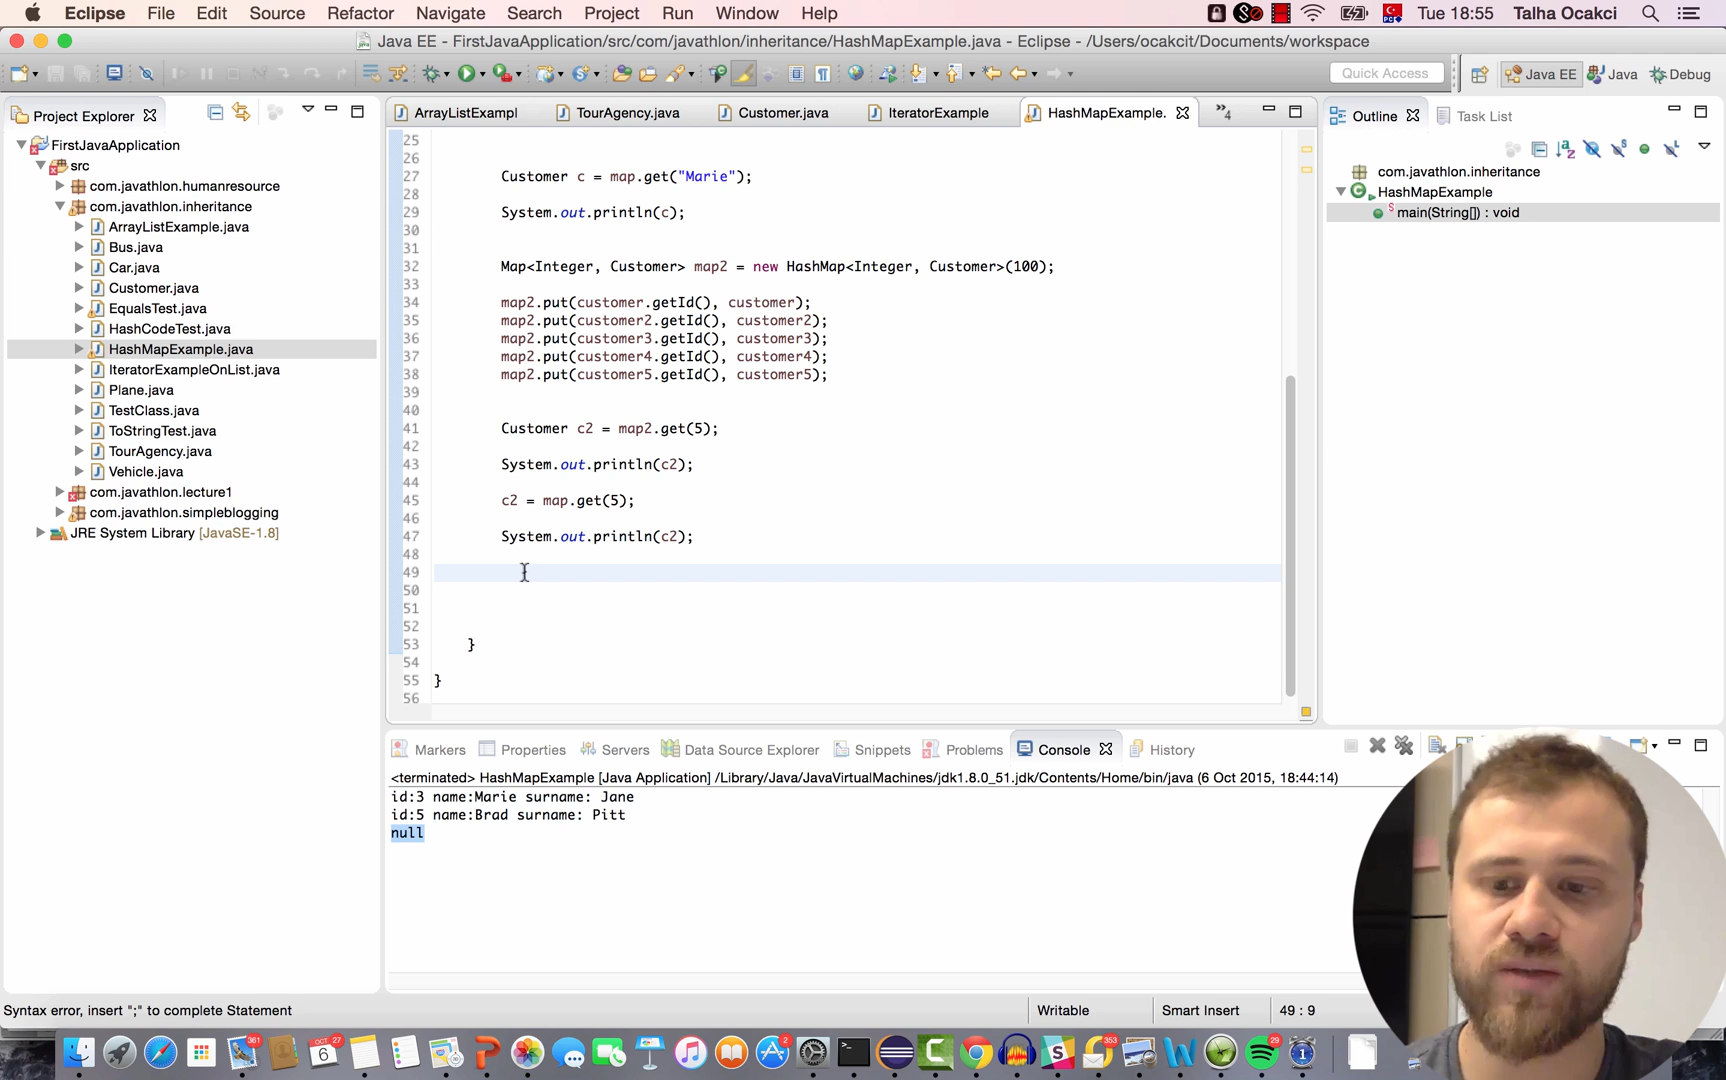 Eclipse File Edit Source Refactor Navigate Search Project Run Window Help Tue 18:55 Talha Ocakci
Java EE - FirstJavaApplication/src/com/javathlon/inheritance/HashMapExample.java - Eclipse - /Users/ocakcit/Documents/workspace
Quick Access Java EE Java Debug
Project Explorer
FirstJavaApplication
src
com.javathlon.humanresource
com.javathlon.inheritance
ArrayListExample.java
Bus.java
Car.java
Customer.java
EqualsTest.java
HashCodeTest.java
HashMapExample.java
IteratorExampleOnList.java
Plane.java
TestClass.java
ToStringTest.java
TourAgency.java
Vehicle.java
com.javathlon.lecture1
com.javathlon.simpleblogging
JRE System Library [JavaSE-1.8]
ArrayListExampl TourAgency.java Customer.java IteratorExample HashMapExample. 4
25
26
27 Customer c = map.get("Marie");
28
29 System.out.println(c);
30
31
32 Map<Integer, Customer> map2 = new HashMap<Integer, Customer>(100);
33
34 map2.put(customer.getId(), customer);
35 map2.put(customer2.getId(), customer2);
36 map2.put(customer3.getId(), customer3);
37 map2.put(customer4.getId(), customer4);
38 map2.put(customer5.getId(), customer5);
39
40
41 Customer c2 = map2.get(5);
42
43 System.out.println(c2);
44
45 c2 = map.get(5);
46
47 System.out.println(c2);
48
49
50
51
52
53 }
54
55 }
56
Outline Task List
com.javathlon.inheritance
HashMapExample
main(String[]) : void
Markers Properties Servers Data Source Explorer Snippets Problems Console History
<terminated> HashMapExample [Java Application] /Library/Java/JavaVirtualMachines/jdk1.8.0_51.jdk/Contents/Home/bin/java (6 Oct 2015, 18:44:14)
id:3 name:Marie surname: Jane
id:5 name:Brad surname: Pitt
null
Syntax error, insert ";" to complete Statement Writable Smart Insert 49 : 9
361 OCT 6 2 353 29